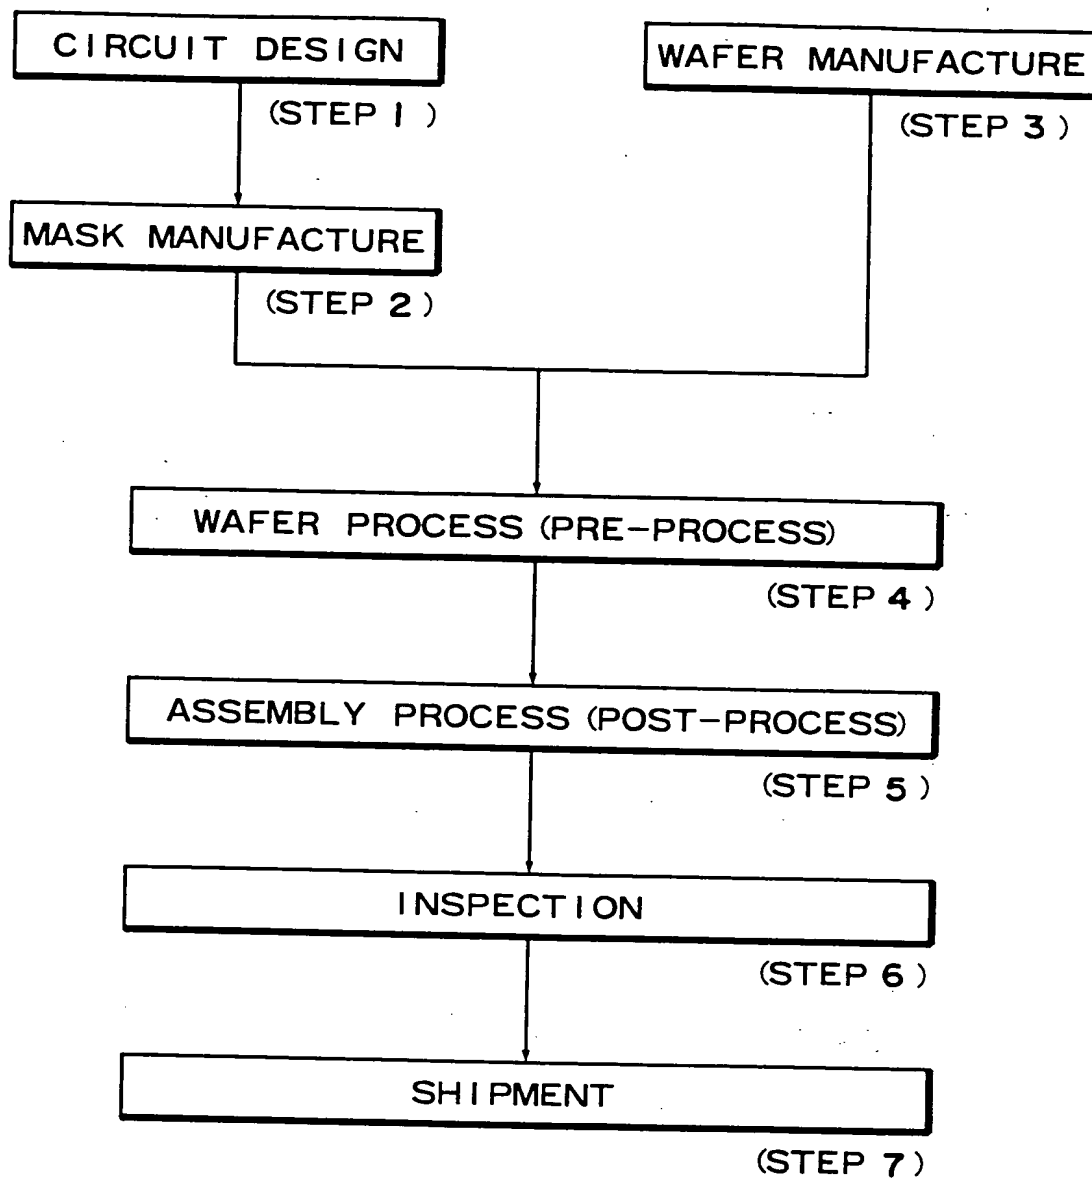 CIRCUIT DESIGN
(STEP 1)
MASK MANUFACTURE
(STEP 2)
WAFER MANUFACTURE
(STEP 3)
WAFER PROCESS (PRE-PROCESS)
(STEP 4)
ASSEMBLY PROCESS (POST-PROCESS)
(STEP 5)
INSPECTION
(STEP 6)
SHIPMENT
(STEP 7)